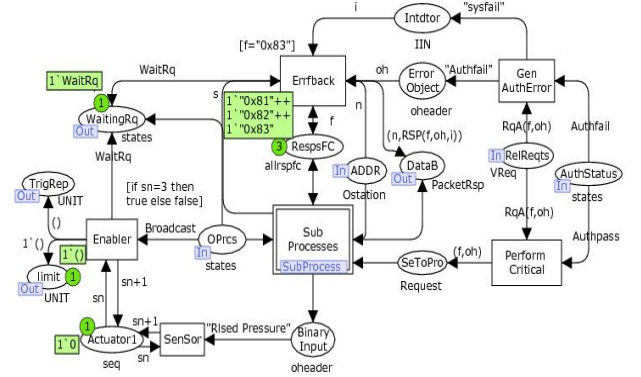 i
"sysfail"
Intdtor
IIN
[f="0x83"]
1`WaitRq
WaitRq
Errfback
oh
Error
Object
"Authfail"
Gen
AuthError
oheader
1
s
1`"0x81"++
1`"0x82"++
1`"0x83"
f
n
WaitingRq
Out
states
RqA(f,oh)
Authfail
(n,RSP(f,oh,i))
3
RespsFC
allrspfc
WaitRq
In
ADDR
Ostation
DataB
Out
PacketRsp
In
RelReqts
VReq
AuthStatus
In
states
TrigRep
Out
UNIT
[if sn=3 then
true else false]
()
RqA(f,oh)
Authpass
Broadcast
1`()
Enabler
1`()
OPrcs
In
states
Sub
Processes
SubProcess
(f,oh)
SeToPro
Request
Perform
Critical
limit
1
Out
UNIT
sn
sn+1
1
1`0
Actuator1
seq
sn+1
sn
SenSor
"RIsed Pressure"
Binary
Input
oheader